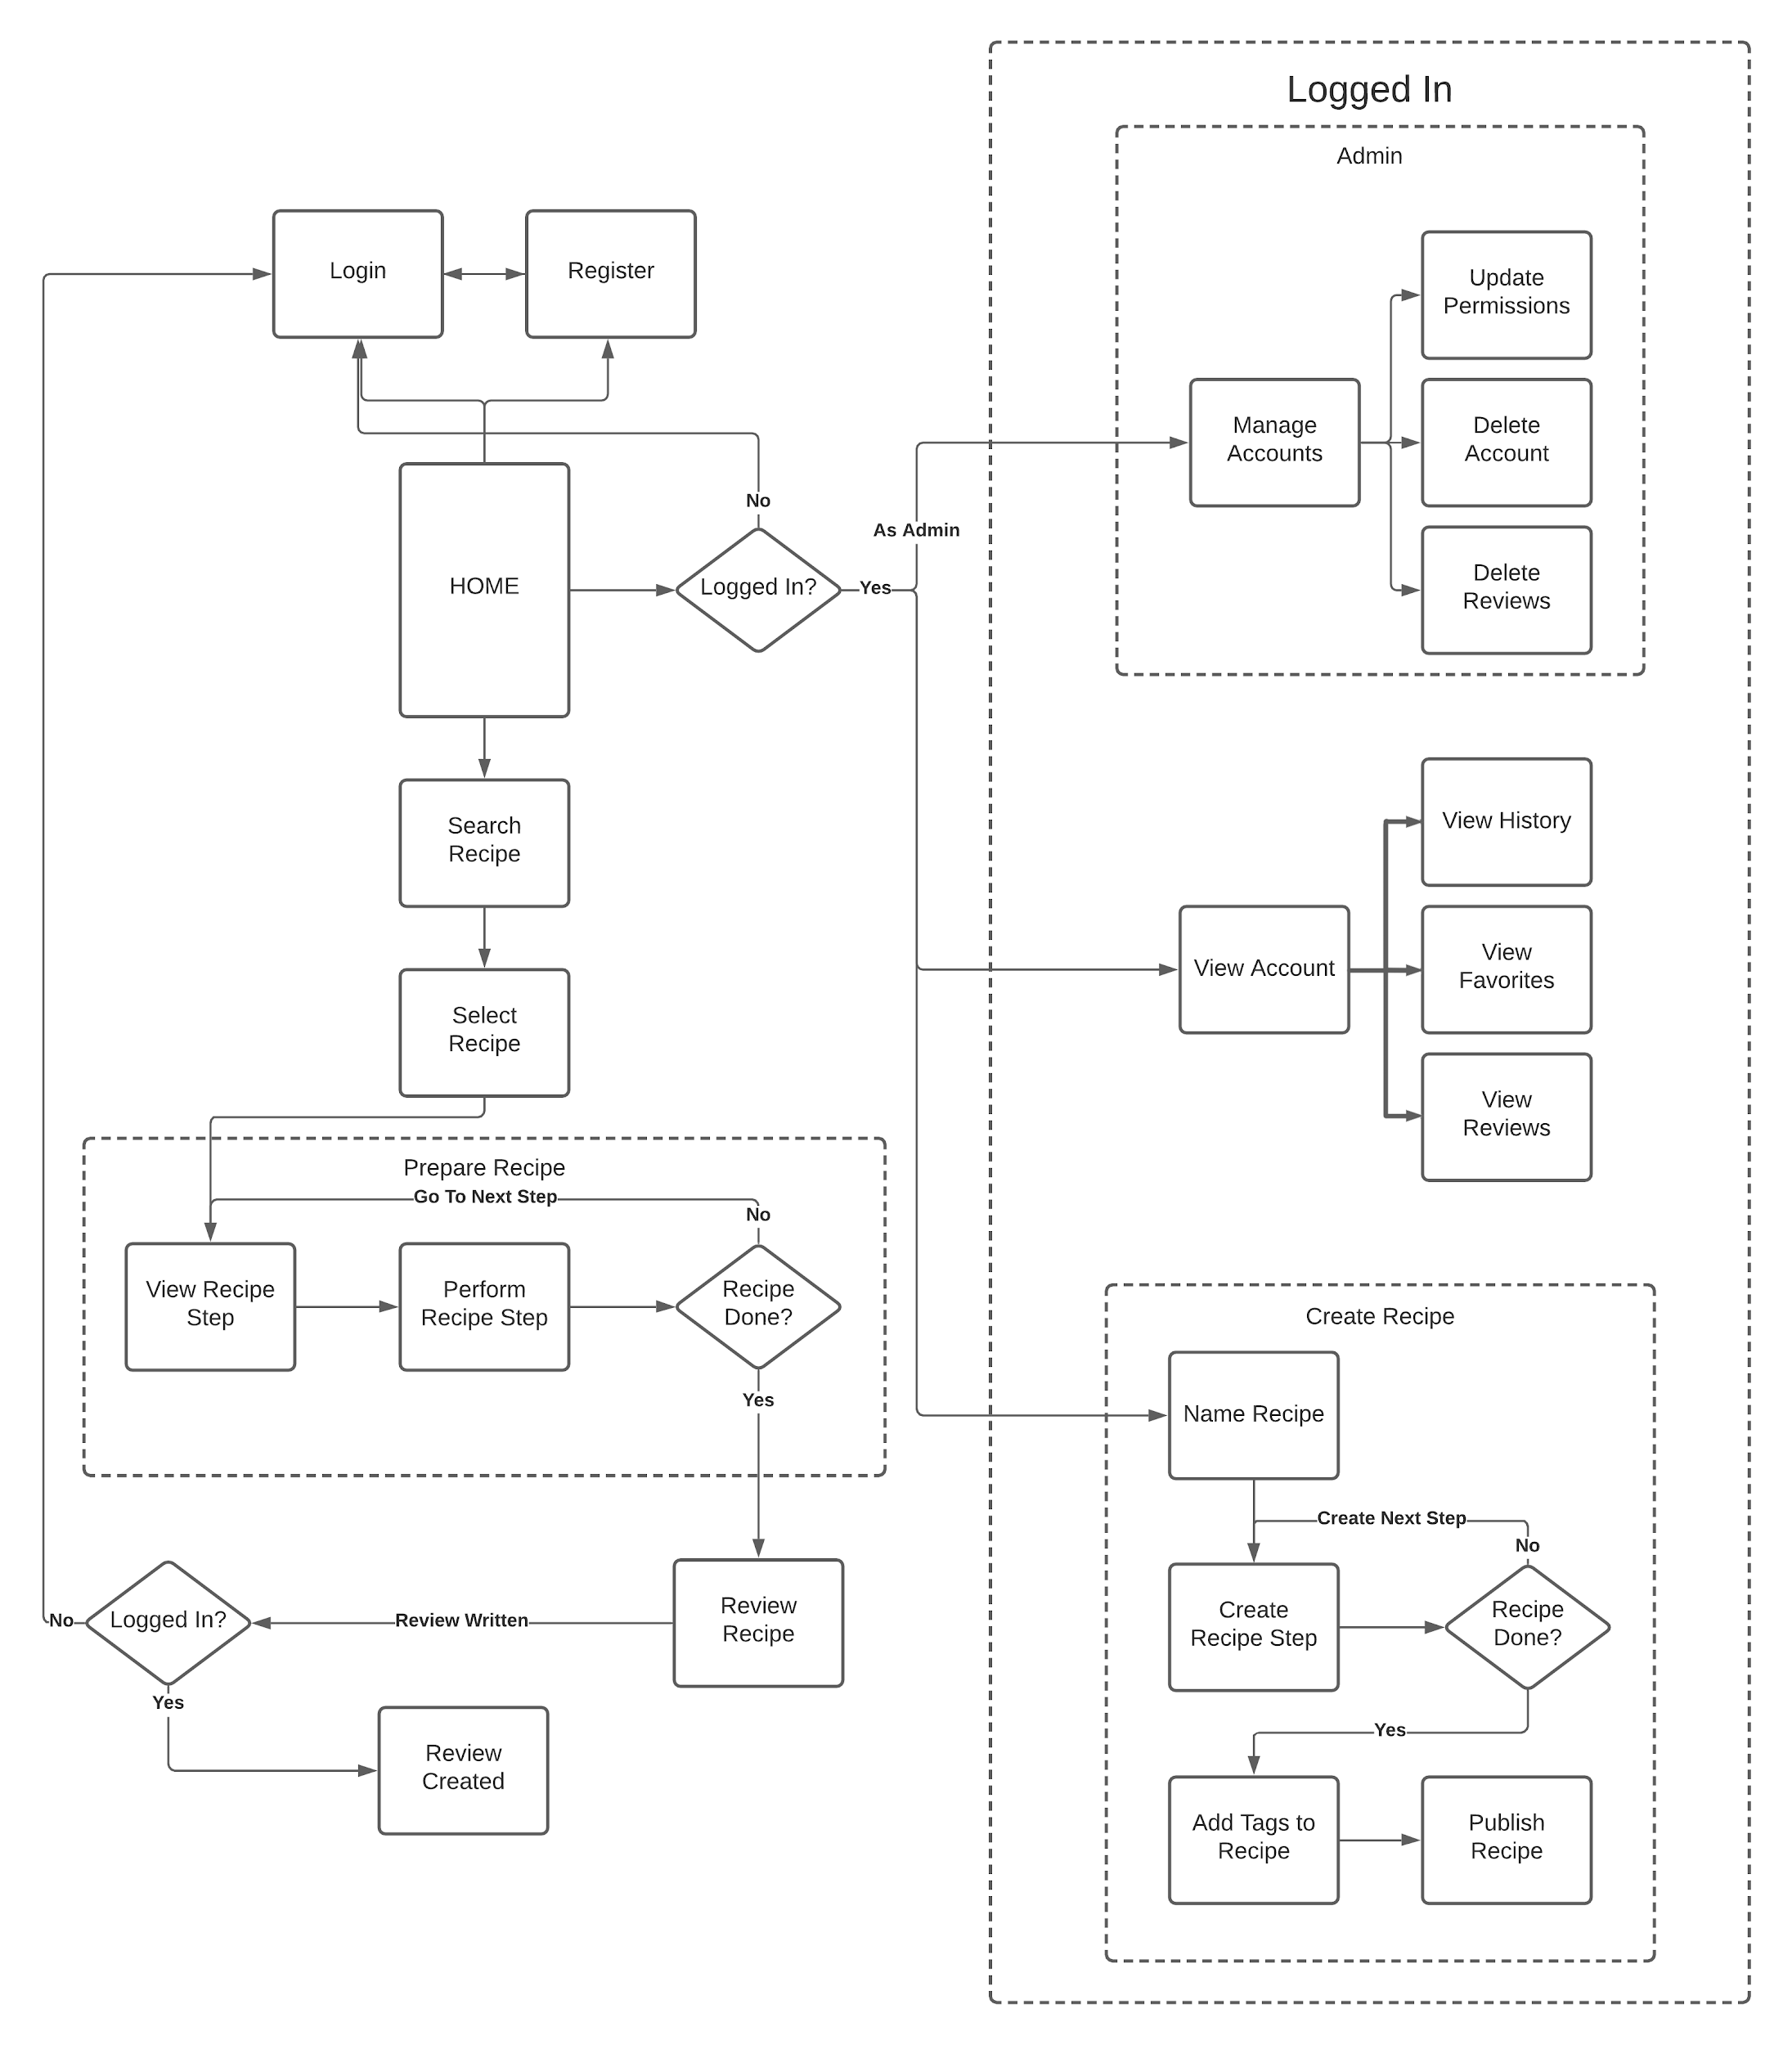 Logged In
Admin
Login
Register
Update
Permissions
Manage
Accounts
Delete
Account
No
As Admin
HOME
Logged In?
Yes
Delete
Reviews
Search
Recipe
View History
Select
Recipe
View Account
View
Favorites
View
Reviews
Prepare Recipe
Go To Next Step
No
View Recipe
Step
Perform
Recipe Step
Recipe
Done?
Yes
Create Recipe
Name Recipe
Create Next Step
No
Logged In?
No
Review Written
Review
Recipe
Create
Recipe Step
Recipe
Done?
Yes
Review
Created
Yes
Add Tags to
Recipe
Publish
Recipe